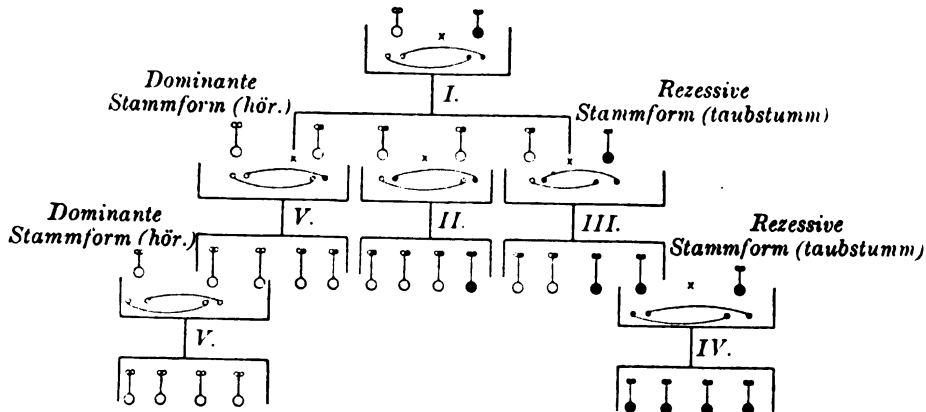 I.
Dominante
Stammform (hör.)
Rezessive
Stammform (taubstumm)
V.
II.
III.
Dominante
Stammform (hör.)
Rezessive
Stammform (taubstumm)
V.
IV.